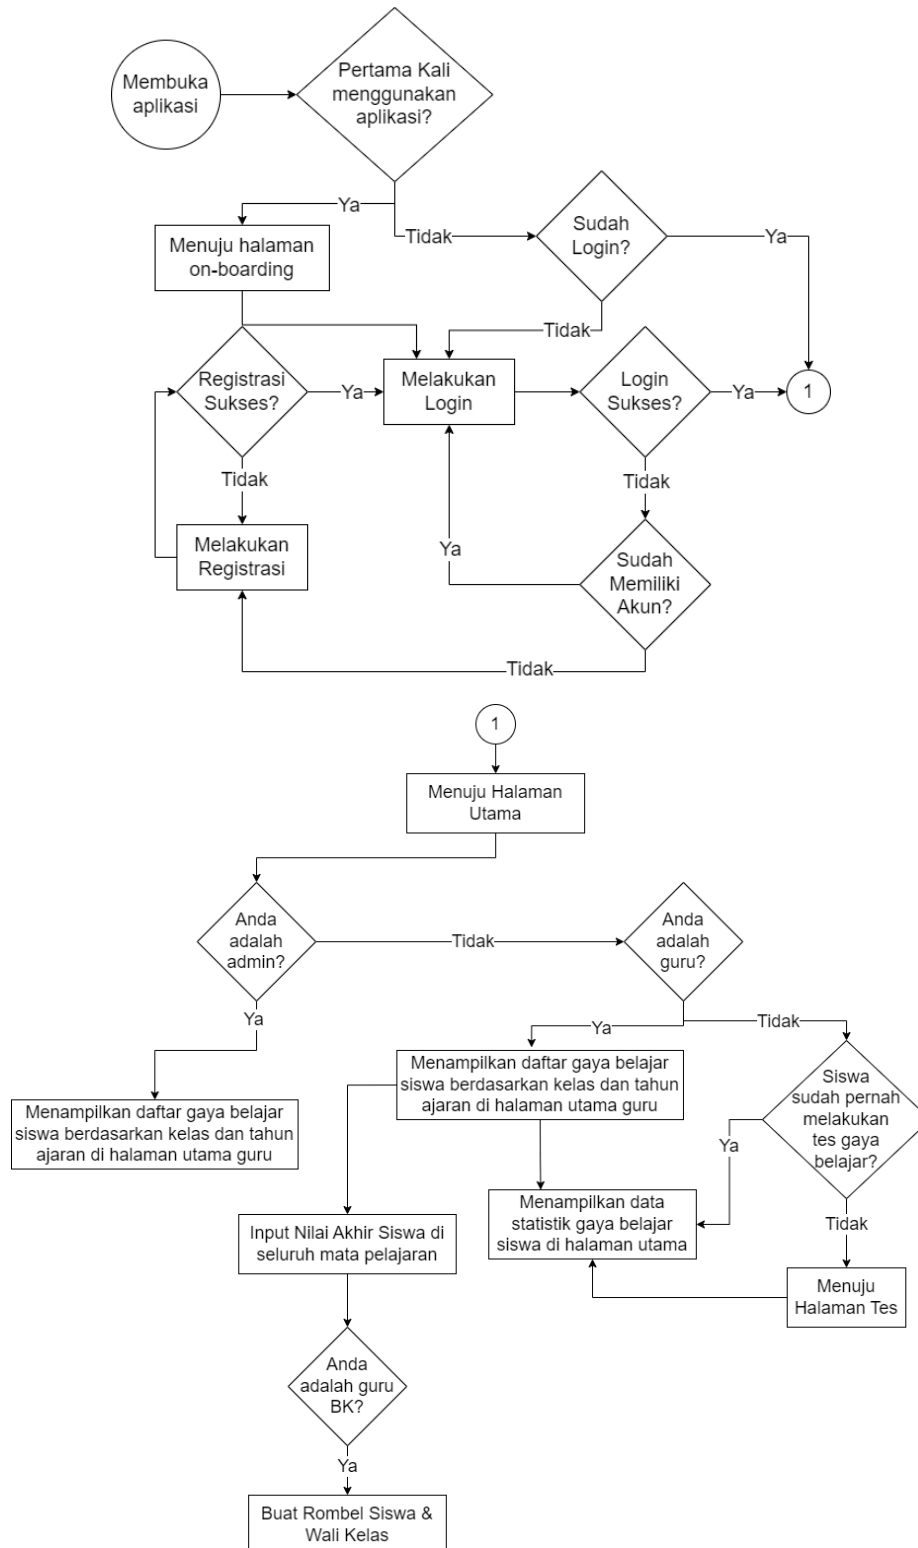 Membuka
aplikasi
Pertama Kali
menggunakan
aplikasi?
Ya
Tidak
Sudah
Login?
Ya
Menuju halaman
on-boarding
Tidak
Registrasi
Sukses?
Ya
Melakukan
Login
Login
Sukses?
Ya
1
Tidak
Tidak
Melakukan
Registrasi
Ya
Sudah
Memiliki
Akun?
Tidak
1
Menuju Halaman
Utama
Anda
adalah
admin?
Tidak
Anda
adalah
guru?
Ya
Ya
Tidak
Menampilkan daftar gaya belajar
siswa berdasarkan kelas dan tahun
ajaran di halaman utama guru
Menampilkan daftar gaya belajar
siswa berdasarkan kelas dan tahun
ajaran di halaman utama guru
Siswa
sudah pernah
melakukan
tes gaya
belajar?
Ya
Tidak
Input Nilai Akhir Siswa di
seluruh mata pelajaran
Menampilkan data
statistik gaya belajar
siswa di halaman utama
Menuju
Halaman Tes
Anda
adalah guru
BK?
Ya
Buat Rombel Siswa &
Wali Kelas